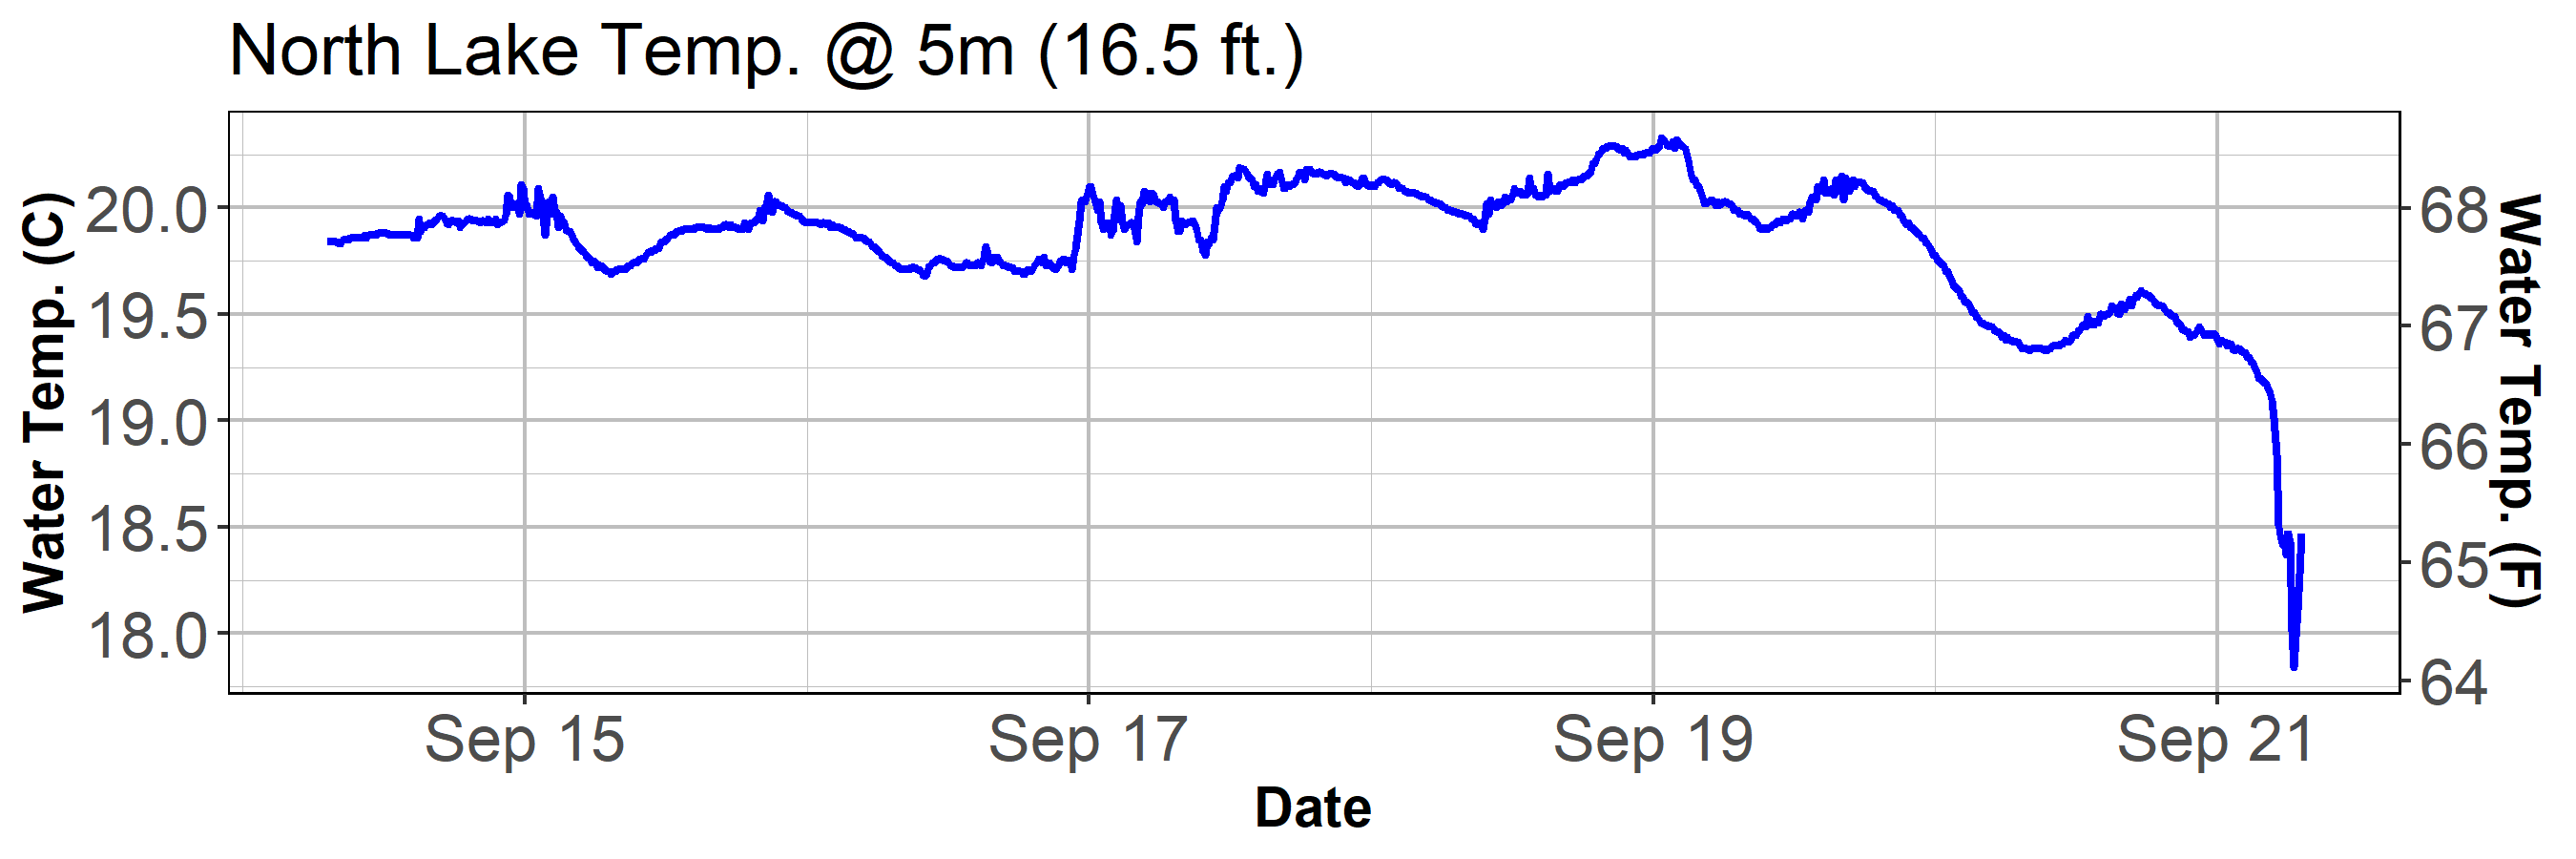 North Lake Temp. @ 5m (16.5 ft.)
Water Temp. (C)
20.0
19.5
19.0
18.5
18.0
68
67
66
65
64
Water Temp. (F)
Sep 15 Sep 17 Sep 19 Sep 21
Date